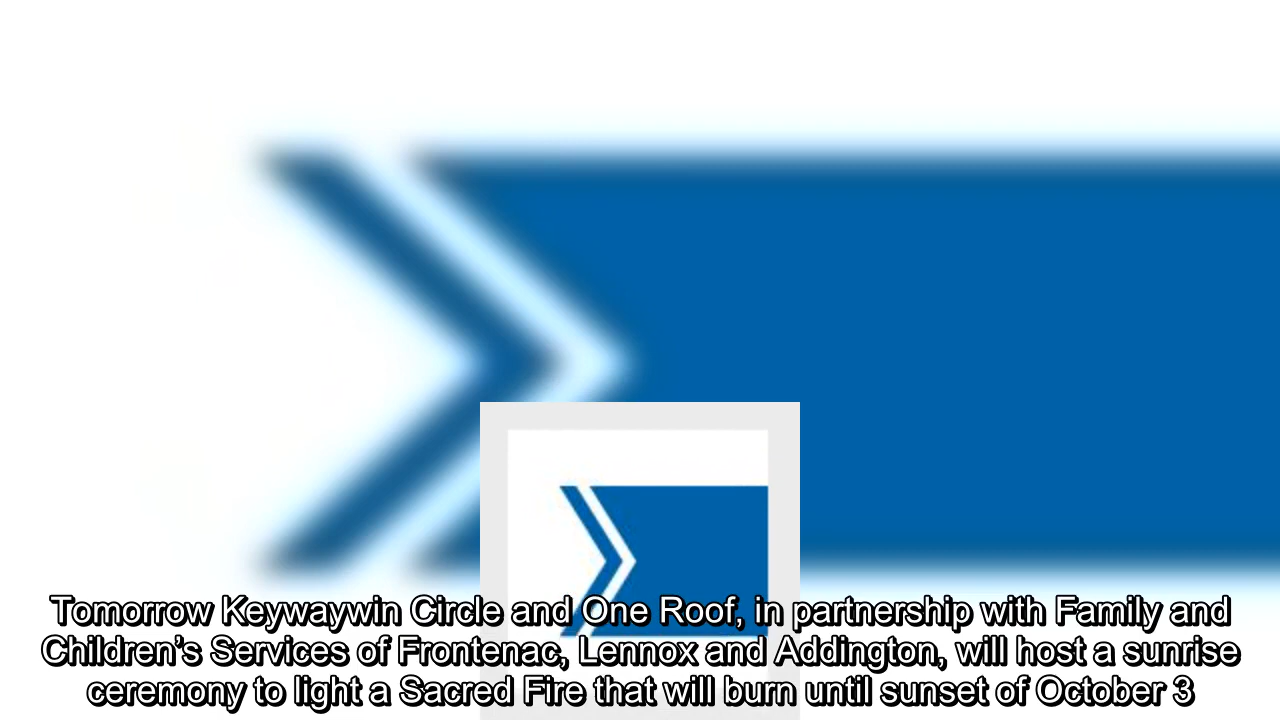 Tomorrow Keywaywin Circle and One Roof, in partnership with Family and
Children’s Services of Frontenac, Lennox and Addington, will host a sunrise
ceremony to light a Sacred Fire that will burn until sunset of October 3